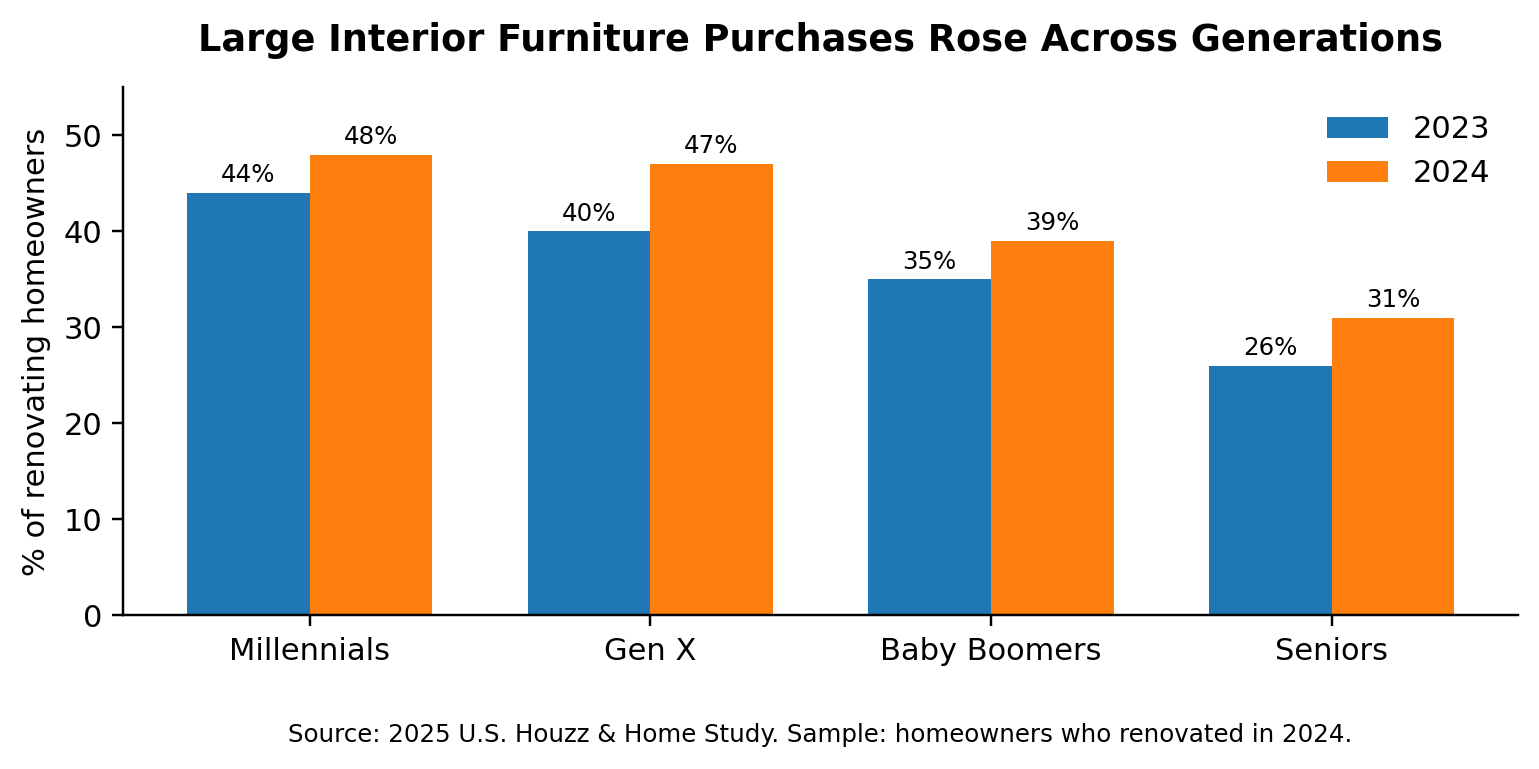 Large Interior Furniture Purchases Rose Across Generations
% of renovating homeowners
50
40
30
20
10
0
44%
48%
40%
47%
35%
39%
26%
31%
2023
2024
Millennials
Gen X
Baby Boomers
Seniors
Source: 2025 U.S. Houzz & Home Study. Sample: homeowners who renovated in 2024.